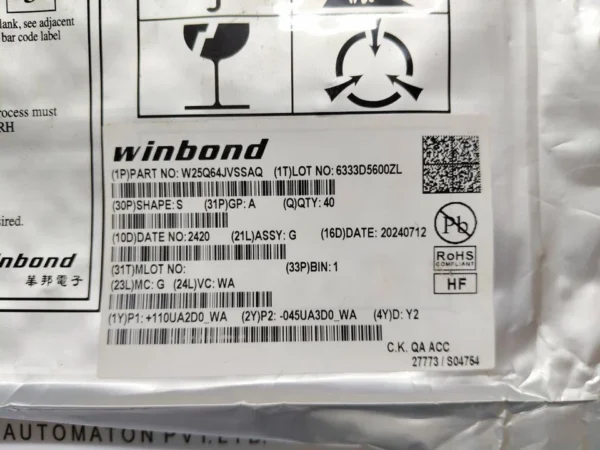 lank, see adjacent
bar code label
rocess must
RH
ired.
nbond
華邦電子
winbond
(1P)PART NO: W25Q64JVSSAQ (1T)LOT NO: 6333D5600ZL
(30P)SHAPE: S (31P)GP: A (Q)QTY: 40
(10D)DATE NO: 2420 (21L)ASSY: G (16D)DATE: 20240712
(31T)MLOT NO: (33P)BIN: 1
(23L)MC: G (24L)VC: WA
(1Y)P1: +110UA2D0_WA (2Y)P2: -045UA3D0_WA (4Y)D: Y2
Pb
RoHS
COMPLIANT
HF
C.K. QA ACC
27773 / S04754
AUTOMATON PVT. LTD.